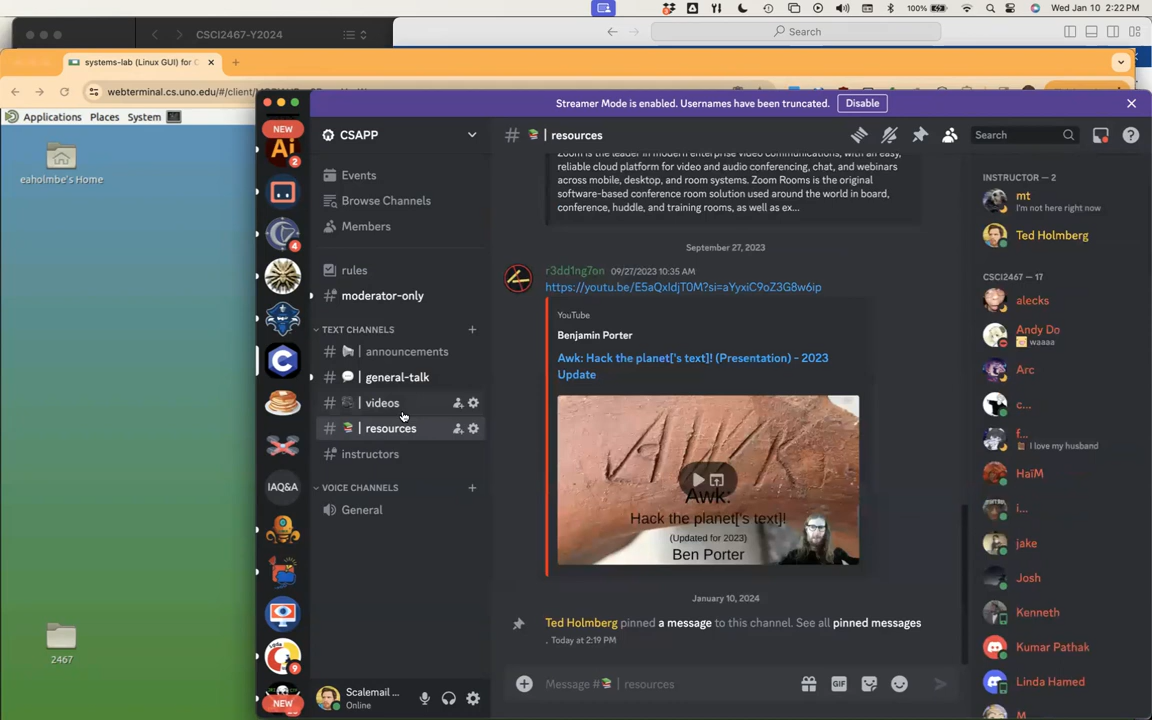 100%
Wed Jan 10 2:22 PM
CSCI2467-Y2024
Search
systems-lab (Linux GUI) for
webterminal.cs.uno.edu/#/client/
Applications Places System
eaholmbe's Home
2467
Streamer Mode is enabled. Usernames have been truncated. Disable
NEW
Ai
2
4
IAQ&A
9
NEW
CSAPP
Events
Browse Channels
Members
rules
moderator-only
TEXT CHANNELS
| announcements
| general-talk
| videos
| resources
instructors
VOICE CHANNELS
General
Scalemail ...
Online
# | resources
Search
Zoom is the leader in modern enterprise video communications, with an easy,
reliable cloud platform for video and audio conferencing, chat, and webinars
across mobile, desktop, and room systems. Zoom Rooms is the original
software-based conference room solution used around the world in board,
conference, huddle, and training rooms, as well as ex...
September 27, 2023
r3dd1ng7on 09/27/2023 10:35 AM
https://youtu.be/E5aQxIdjT0M?si=aYyxiC9oZ3G8w6ip
YouTube
Benjamin Porter
Awk: Hack the planet['s text]! (Presentation) - 2023
Update
AWK
Awk:
Hack the planet['s text]!
(Updated for 2023)
Ben Porter
January 10, 2024
Ted Holmberg pinned a message to this channel. See all pinned messages
. Today at 2:19 PM
Message # | resources
GIF
INSTRUCTOR — 2
mt
I'm not here right now
Ted Holmberg
CSCI2467 — 17
alecks
Andy Do
waaaa
Arc
c...
f...
I love my husband
HaïM
i...
jake
Josh
Kenneth
Kumar Pathak
Linda Hamed
M